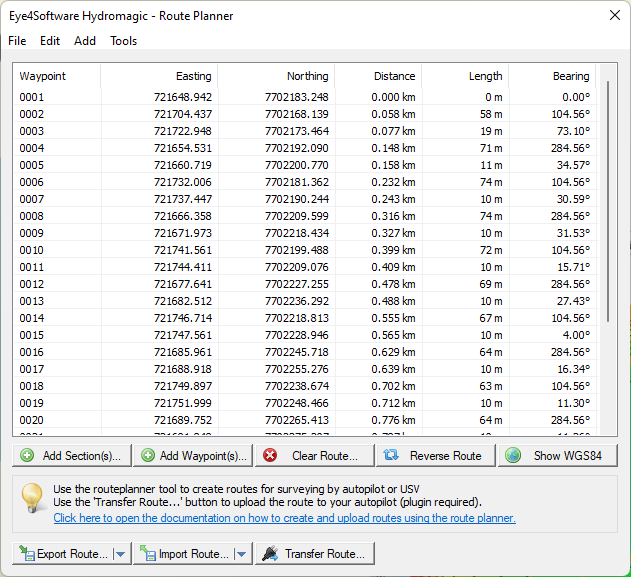 Eye4Software Hydromagic - Route Planner
File Edit Add Tools
Waypoint Easting Northing Distance Length Bearing
0001 721648.942 7702183.248 0.000 km 0 m 0.00°
0002 721704.437 7702168.139 0.058 km 58 m 104.56°
0003 721722.948 7702173.464 0.077 km 19 m 73.10°
0004 721654.531 7702192.090 0.148 km 71 m 284.56°
0005 721660.719 7702200.770 0.158 km 11 m 34.57°
0006 721732.006 7702181.362 0.232 km 74 m 104.56°
0007 721737.447 7702190.244 0.243 km 10 m 30.59°
0008 721666.358 7702209.599 0.316 km 74 m 284.56°
0009 721671.973 7702218.434 0.327 km 10 m 31.53°
0010 721741.561 7702199.488 0.399 km 72 m 104.56°
0011 721744.411 7702209.076 0.409 km 10 m 15.71°
0012 721677.641 7702227.255 0.478 km 69 m 284.56°
0013 721682.512 7702236.292 0.488 km 10 m 27.43°
0014 721746.714 7702218.813 0.555 km 67 m 104.56°
0015 721747.561 7702228.946 0.565 km 10 m 4.00°
0016 721685.961 7702245.718 0.629 km 64 m 284.56°
0017 721688.918 7702255.276 0.639 km 10 m 16.34°
0018 721749.897 7702238.674 0.702 km 63 m 104.56°
0019 721751.999 7702248.466 0.712 km 10 m 11.30°
0020 721689.752 7702265.413 0.776 km 64 m 284.56°
Add Section(s)... Add Waypoint(s)... Clear Route... Reverse Route Show WGS84
Use the routeplanner tool to create routes for surveying by autopilot or USV
Use the 'Transfer Route...' button to upload the route to your autopilot (plugin required).
Click here to open the documentation on how to create and upload routes using the route planner.
Export Route... Import Route... Transfer Route...